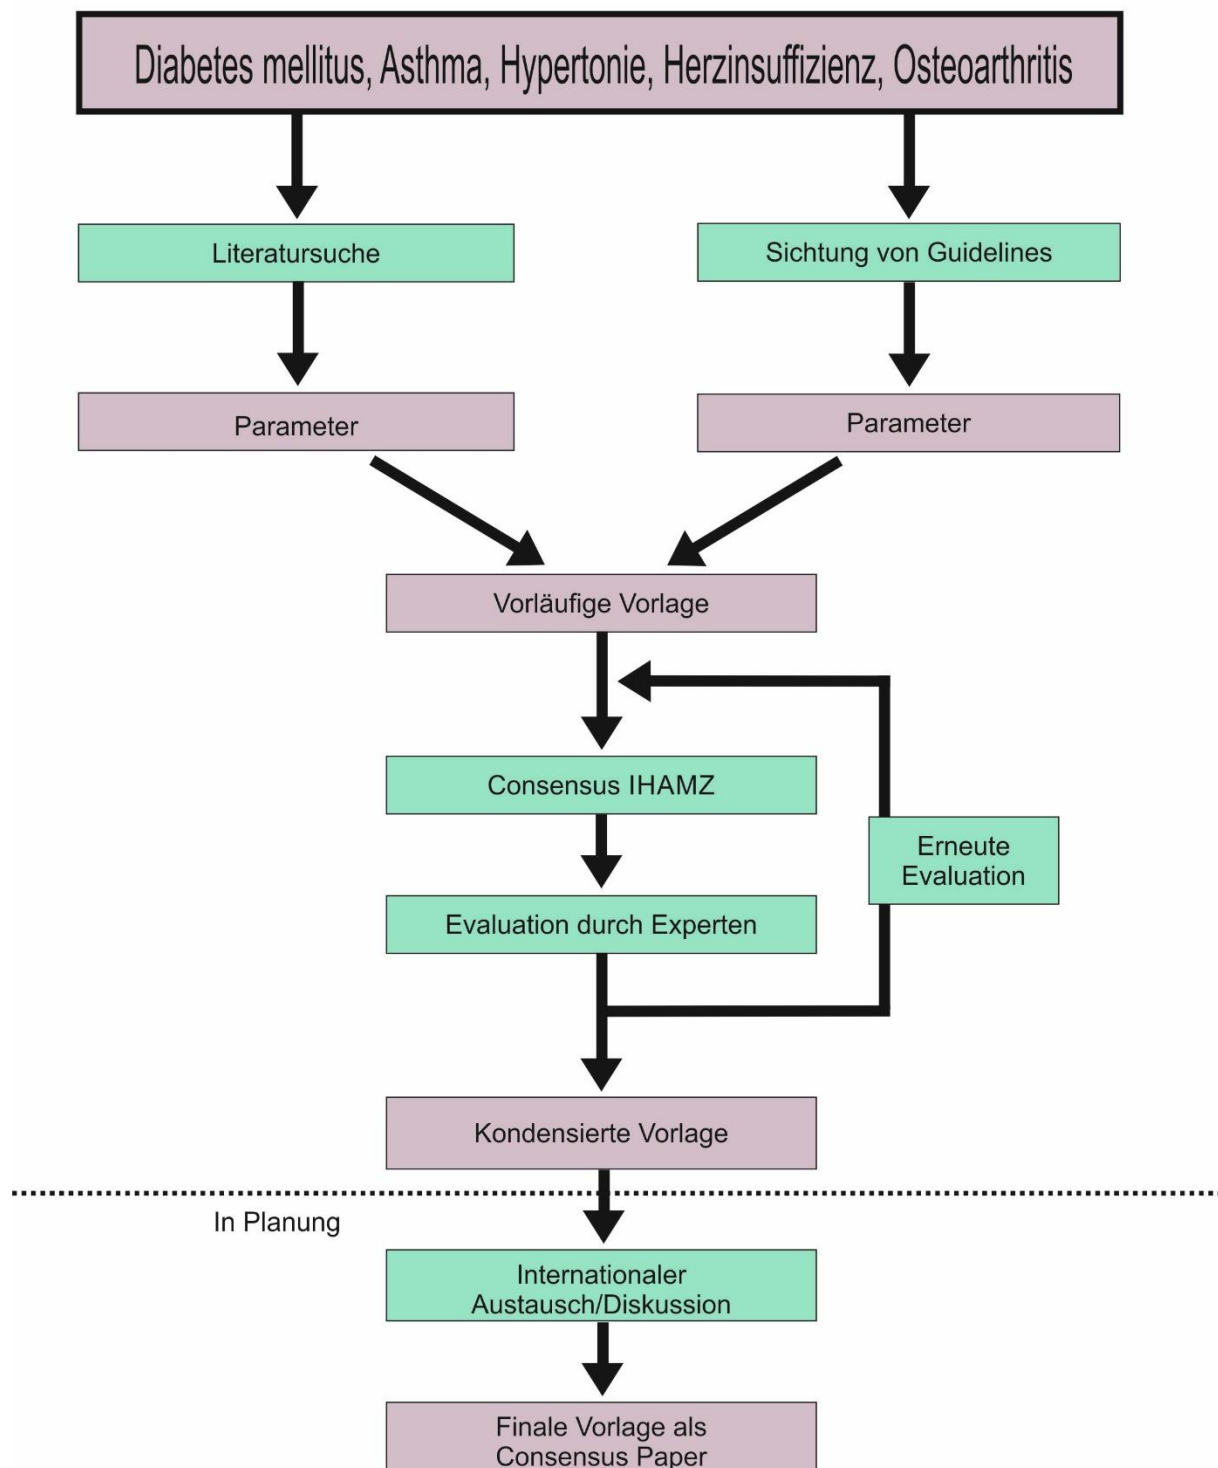 Diabetes mellitus, Asthma, Hypertonie, Herzinsuffizienz, Osteoarthritis
Literatursuche
Sichtung von Guidelines
Parameter
Parameter
Vorläufige Vorlage
Consensus IHAMZ
Erneute
Evaluation
Evaluation durch Experten
Kondensierte Vorlage
In Planung
Internationaler
Austausch/Diskussion
Finale Vorlage als
Consensus Paper